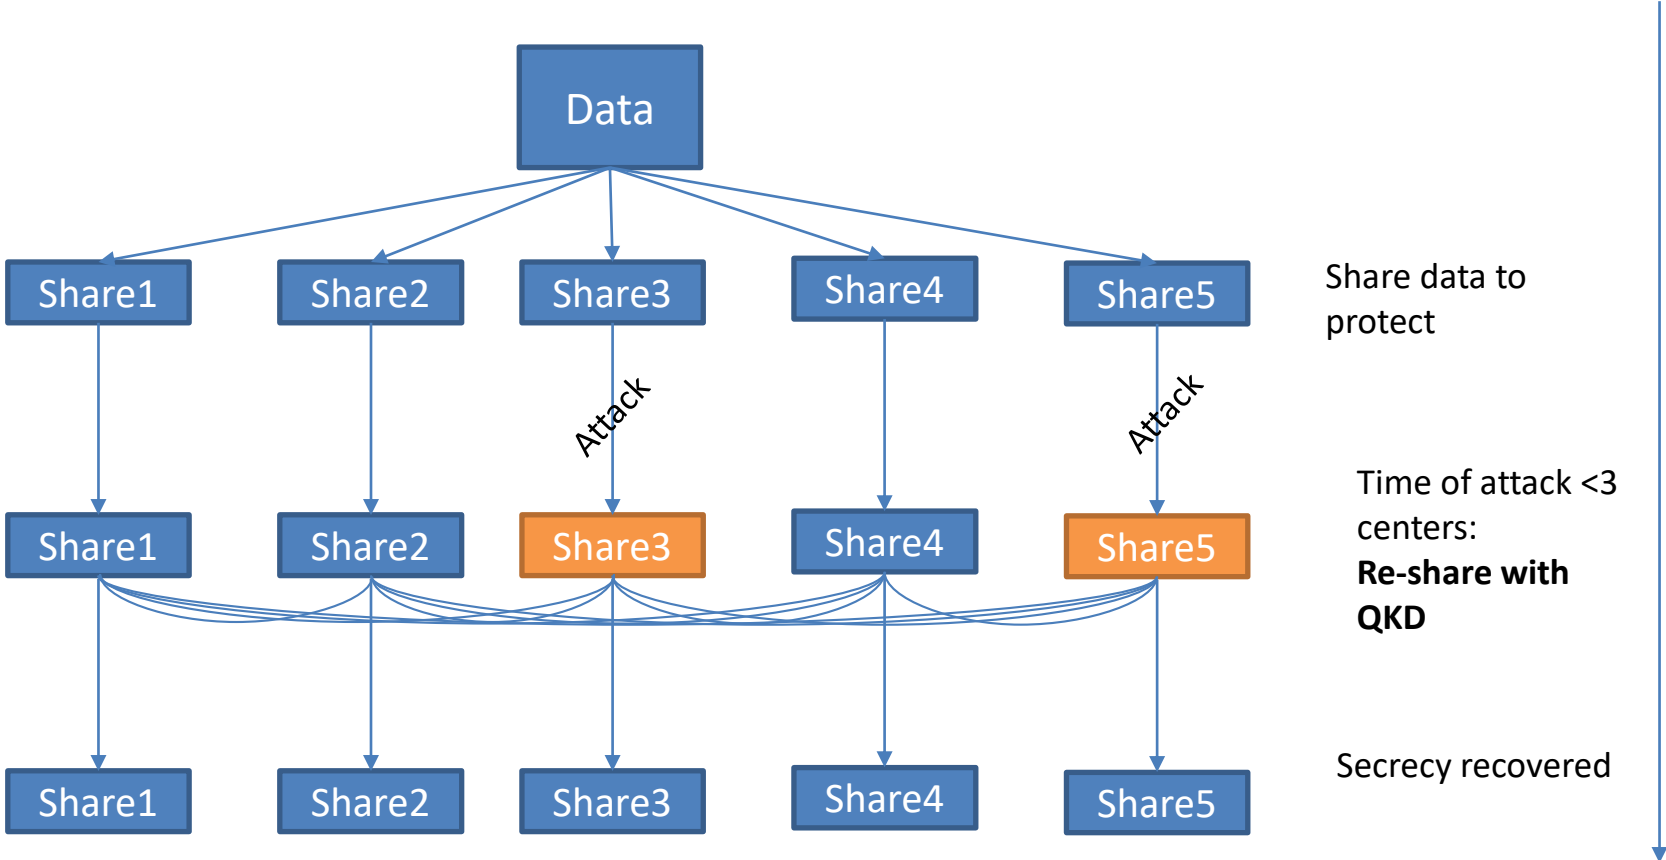 Data
Share1
Share2
Share3
Share4
Share5
Share data to
protect
Attack
Attack
Share1
Share2
Share3
Share4
Share5
Time of attack <3
centers:
Re-share with
QKD
Share1
Share2
Share3
Share4
Share5
Secrecy recovered